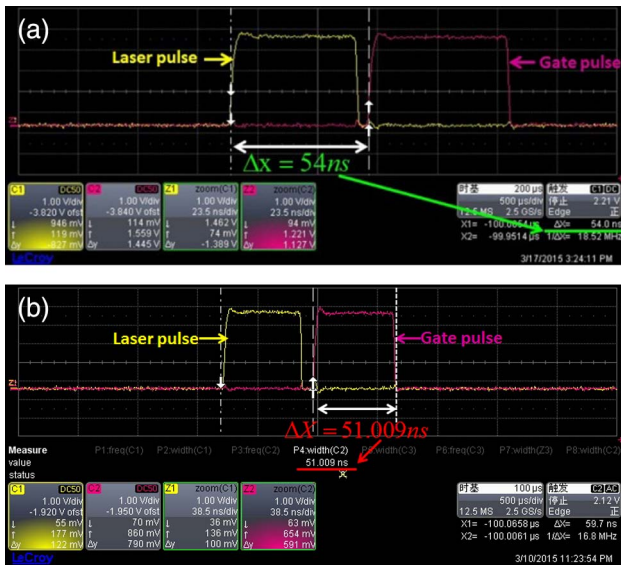 (a)
Laser pulse
Gate pulse
Δx = 54ns
C1 DC50
1.00 V/div
-3.820 V ofst
↓ 946 mV
↑ 119 mV
Δy -827 mV
C2 DC50
1.00 V/div
-3.840 V ofst
↓ 114 mV
↑ 1.559 V
Δy 1.445 V
Z1 zoom(C1)
1.00 V/div
23.5 ns/div
↓ 1.462 V
↑ 74 mV
Δy -1.389 V
Z2 zoom(C2)
1.00 V/div
23.5 ns/div
↓ 94 mV
↑ 1.221 V
Δy 1.127 V
时基 200 µs
500 µs/div
12.5 MS 2.5 GS/s
触发 C1 DC
停止 2.21 V
Edge 正
X1= -100.0054 µs ΔX= 54.0 ns
X2= -99.9514 µs 1/ΔX= 18.52 MHz
LeCroy
3/17/2015 3:24:11 PM
(b)
Laser pulse
Gate pulse
ΔX = 51.009ns
Measure P1:freq(C1) P2:width(C1) P3:freq(C2) P4:width(C2) P5:width(C3) P6:freq(C3) P7:width(Z3) P8:width(C2)
value 51.009 ns
status
C1 DC50
1.00 V/div
-1.920 V ofst
↓ 55 mV
↑ 177 mV
Δy 122 mV
C2 DC50
1.00 V/div
-1.950 V ofst
↓ 70 mV
↑ 860 mV
Δy 790 mV
Z1 zoom(C1)
1.00 V/div
38.5 ns/div
↓ 36 mV
↑ 136 mV
Δy 100 mV
Z2 zoom(C2)
1.00 V/div
38.5 ns/div
↓ 63 mV
↑ 654 mV
Δy 591 mV
时基 100 µs
500 µs/div
12.5 MS 2.5 GS/s
触发 C2 AC
停止 2.12 V
Edge 正
X1= -100.0658 µs ΔX= 59.7 ns
X2= -100.0061 µs 1/ΔX= 16.8 MHz
LeCroy
3/10/2015 11:23:54 PM